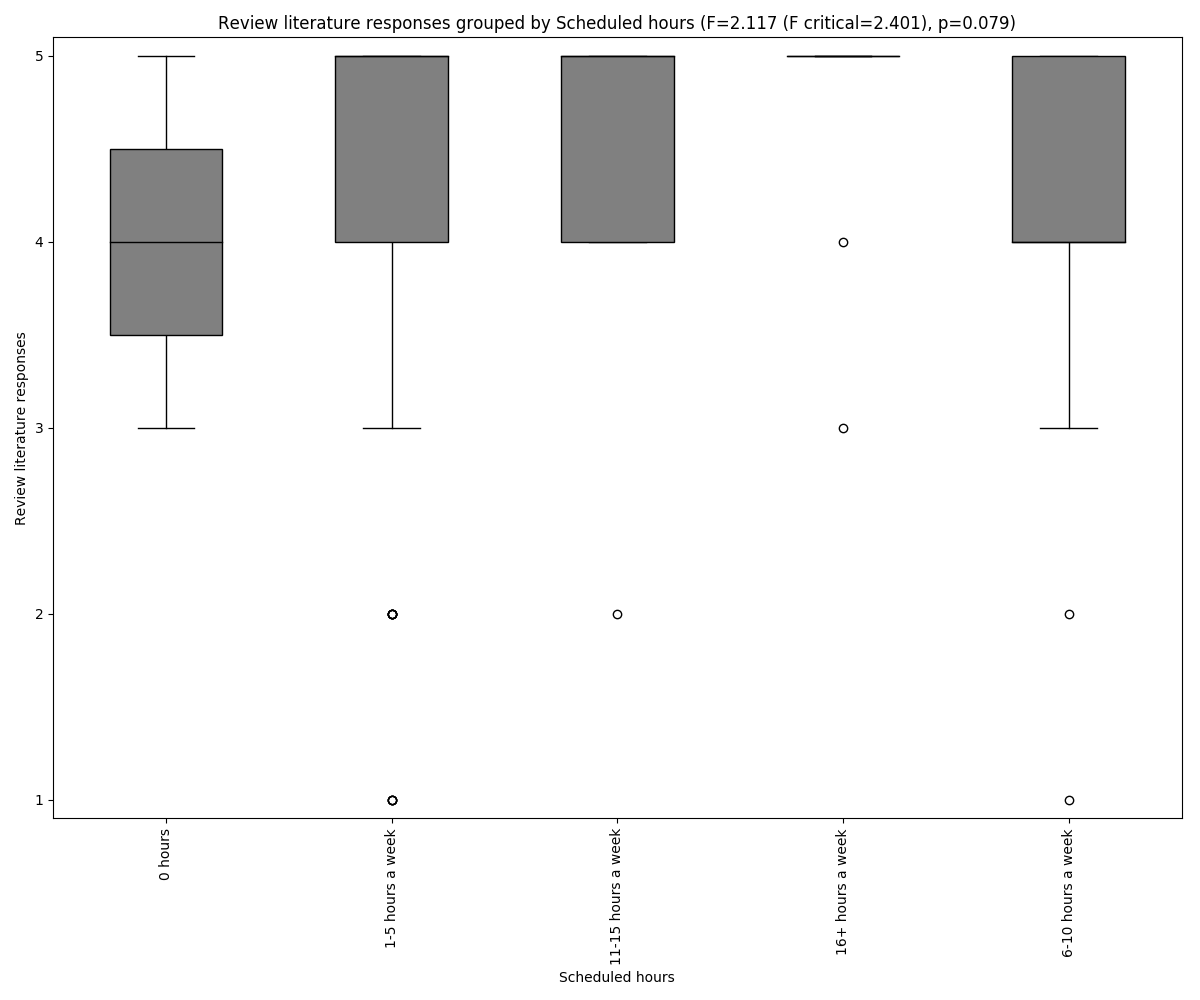 Review literature responses grouped by Scheduled hours (F=2.117 (F critical=2.401), p=0.079)
Review literature responses
5
4
3
2
1
0 hours
1-5 hours a week
11-15 hours a week
16+ hours a week
6-10 hours a week
Scheduled hours